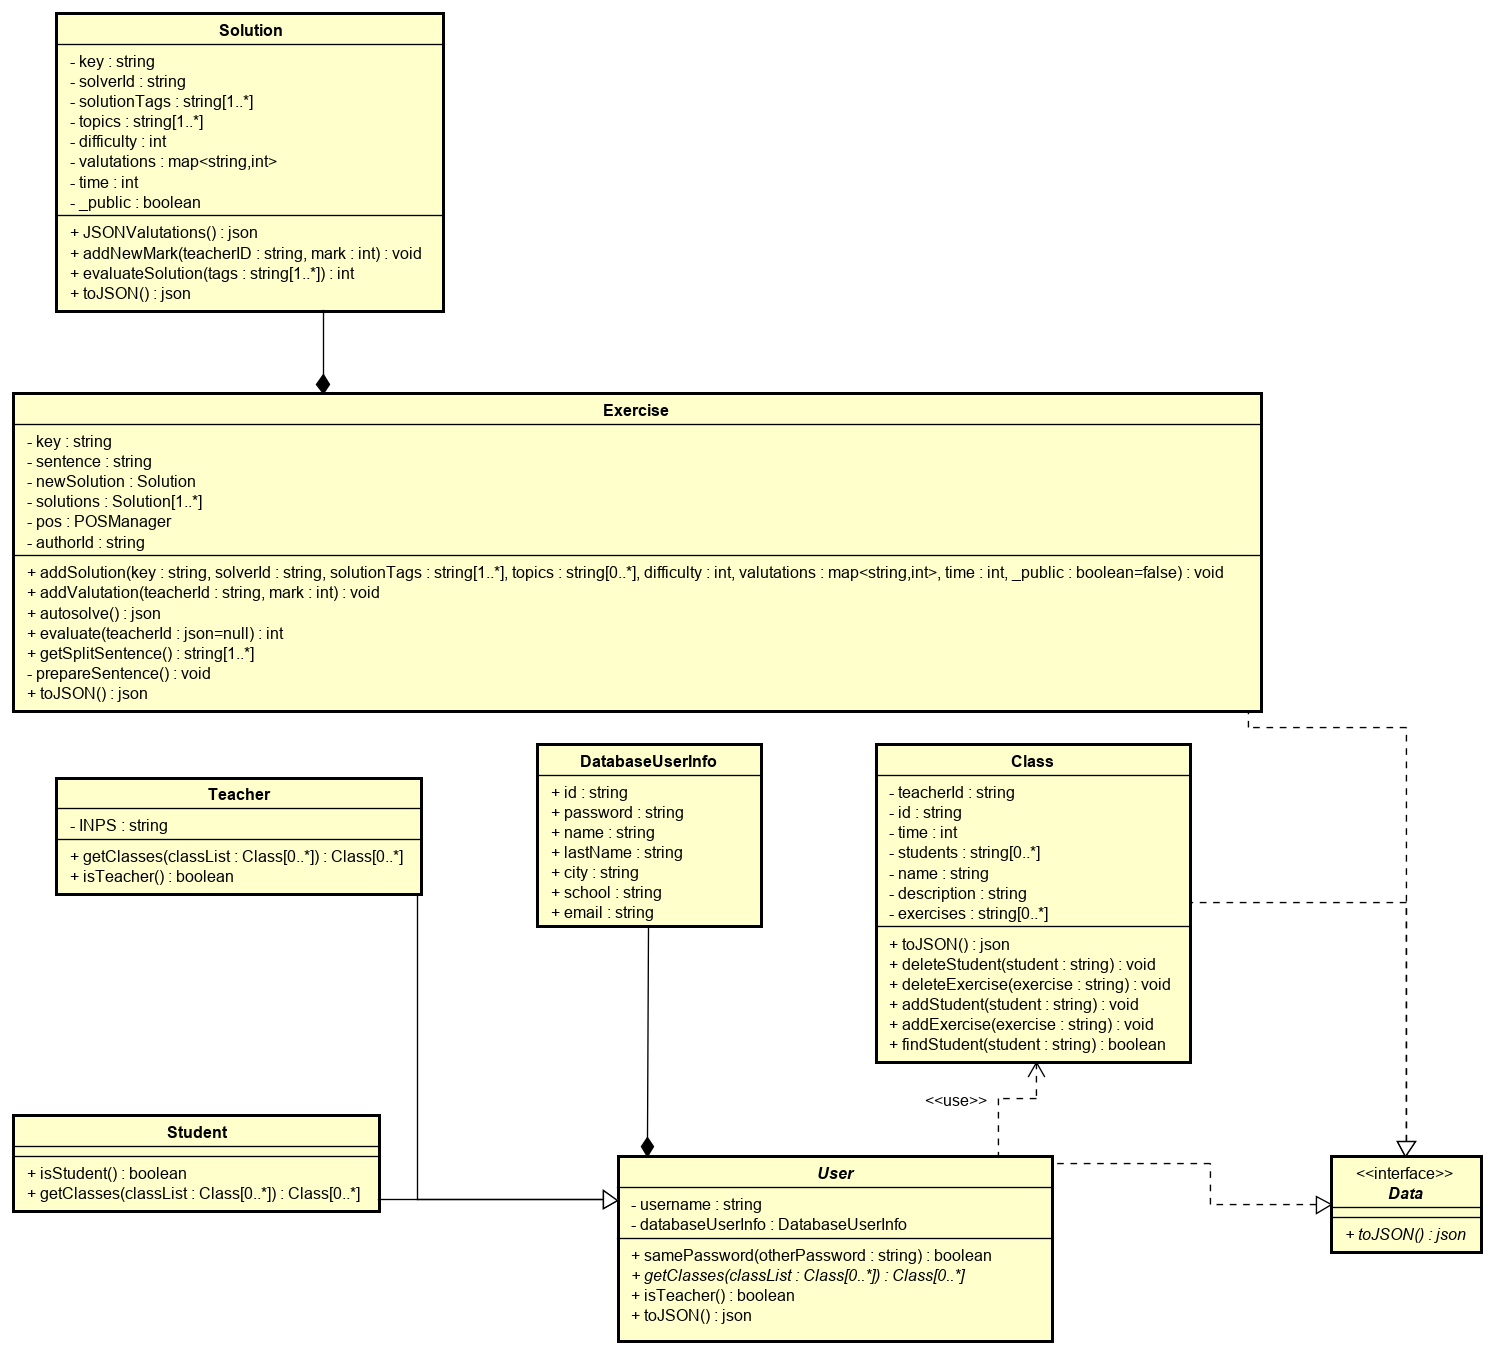 Solution
- key : string
- solverId : string
- solutionTags : string[1..*]
- topics : string[1..*]
- difficulty : int
- valutations : map<string,int>
- time : int
- _public : boolean
+ JSONValutations() : json
+ addNewMark(teacherID : string, mark : int) : void
+ evaluateSolution(tags : string[1..*]) : int
+ toJSON() : json
Exercise
- key : string
- sentence : string
- newSolution : Solution
- solutions : Solution[1..*]
- pos : POSManager
- authorId : string
+ addSolution(key : string, solverId : string, solutionTags : string[1..*], topics : string[0..*], difficulty : int, valutations : map<string,int>, time : int, _public : boolean=false) : void
+ addValutation(teacherId : string, mark : int) : void
+ autosolve() : json
+ evaluate(teacherId : json=null) : int
+ getSplitSentence() : string[1..*]
- prepareSentence() : void
+ toJSON() : json
Teacher
- INPS : string
+ getClasses(classList : Class[0..*]) : Class[0..*]
+ isTeacher() : boolean
DatabaseUserInfo
+ id : string
+ password : string
+ name : string
+ lastName : string
+ city : string
+ school : string
+ email : string
Class
- teacherId : string
- id : string
- time : int
- students : string[0..*]
- name : string
- description : string
- exercises : string[0..*]
+ toJSON() : json
+ deleteStudent(student : string) : void
+ deleteExercise(exercise : string) : void
+ addStudent(student : string) : void
+ addExercise(exercise : string) : void
+ findStudent(student : string) : boolean
<<use>>
Student
+ isStudent() : boolean
+ getClasses(classList : Class[0..*]) : Class[0..*]
User
- username : string
- databaseUserInfo : DatabaseUserInfo
+ samePassword(otherPassword : string) : boolean
+ getClasses(classList : Class[0..*]) : Class[0..*]
+ isTeacher() : boolean
+ toJSON() : json
<<interface>>
Data
+ toJSON() : json